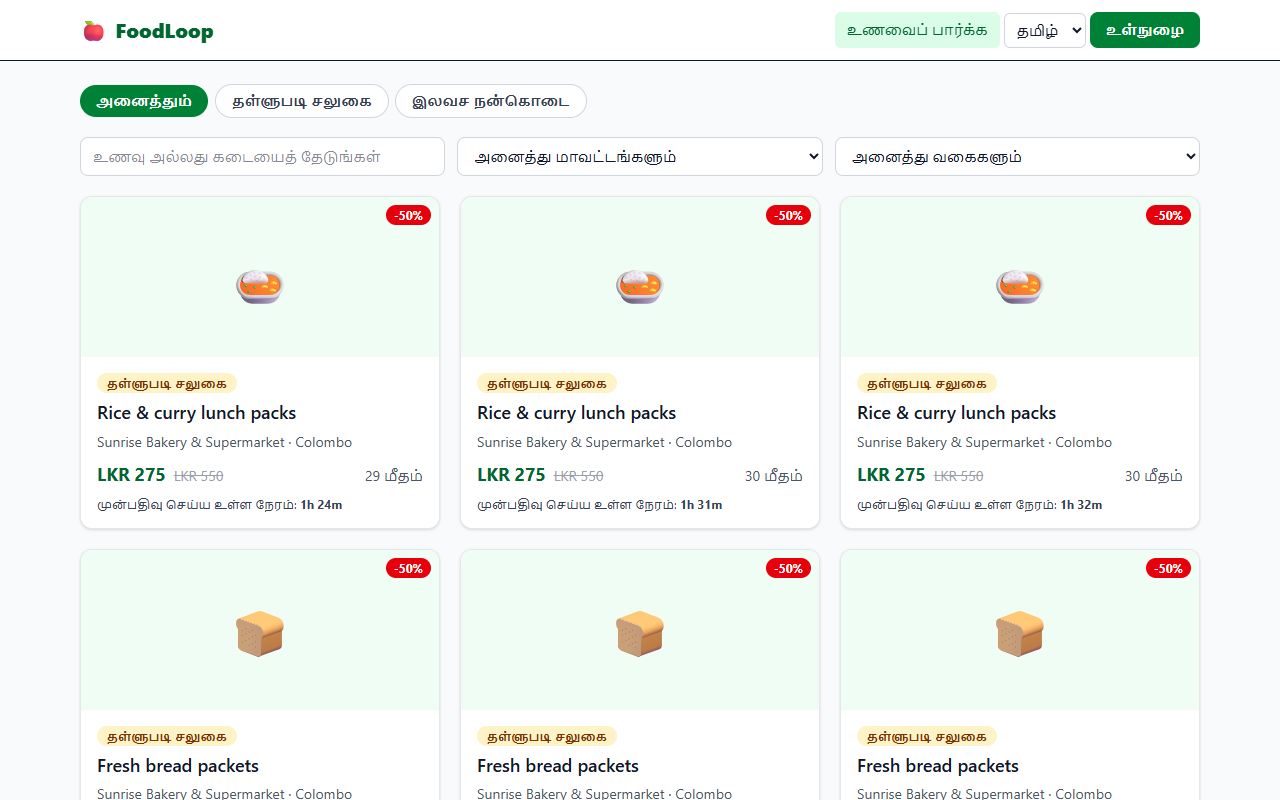 FoodLoop
உணவைப் பார்க்க
தமிழ்
உள்நுழை
அனைத்தும்
தள்ளுபடி சலுகை
இலவச நன்கொடை
உணவு அல்லது கடையைத் தேடுங்கள்
அனைத்து மாவட்டங்களும்
அனைத்து வகைகளும்
-50%
தள்ளுபடி சலுகை
Rice & curry lunch packs
Sunrise Bakery & Supermarket · Colombo
LKR 275 LKR 550 29 மீதம்
முன்பதிவு செய்ய உள்ள நேரம்: 1h 24m
-50%
தள்ளுபடி சலுகை
Rice & curry lunch packs
Sunrise Bakery & Supermarket · Colombo
LKR 275 LKR 550 30 மீதம்
முன்பதிவு செய்ய உள்ள நேரம்: 1h 31m
-50%
தள்ளுபடி சலுகை
Rice & curry lunch packs
Sunrise Bakery & Supermarket · Colombo
LKR 275 LKR 550 30 மீதம்
முன்பதிவு செய்ய உள்ள நேரம்: 1h 32m
-50%
தள்ளுபடி சலுகை
Fresh bread packets
Sunrise Bakery & Supermarket · Colombo
-50%
தள்ளுபடி சலுகை
Fresh bread packets
Sunrise Bakery & Supermarket · Colombo
-50%
தள்ளுபடி சலுகை
Fresh bread packets
Sunrise Bakery & Supermarket · Colombo